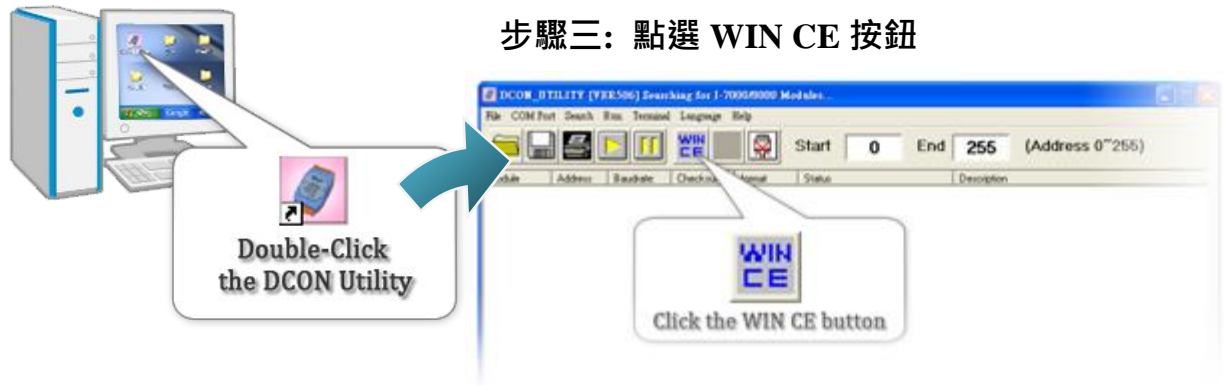 步驟三: 點選 WIN CE 按鈕
DCON_UTILITY [VER506] Searching for I-7000/8000 Modules...
File COM Port Search Run Terminal Language Help
WIN CE Start 0 End 255 (Address 0~255)
Address Baudrate Status Description
Double-Click
the DCON Utility
WIN
CE
Click the WIN CE button